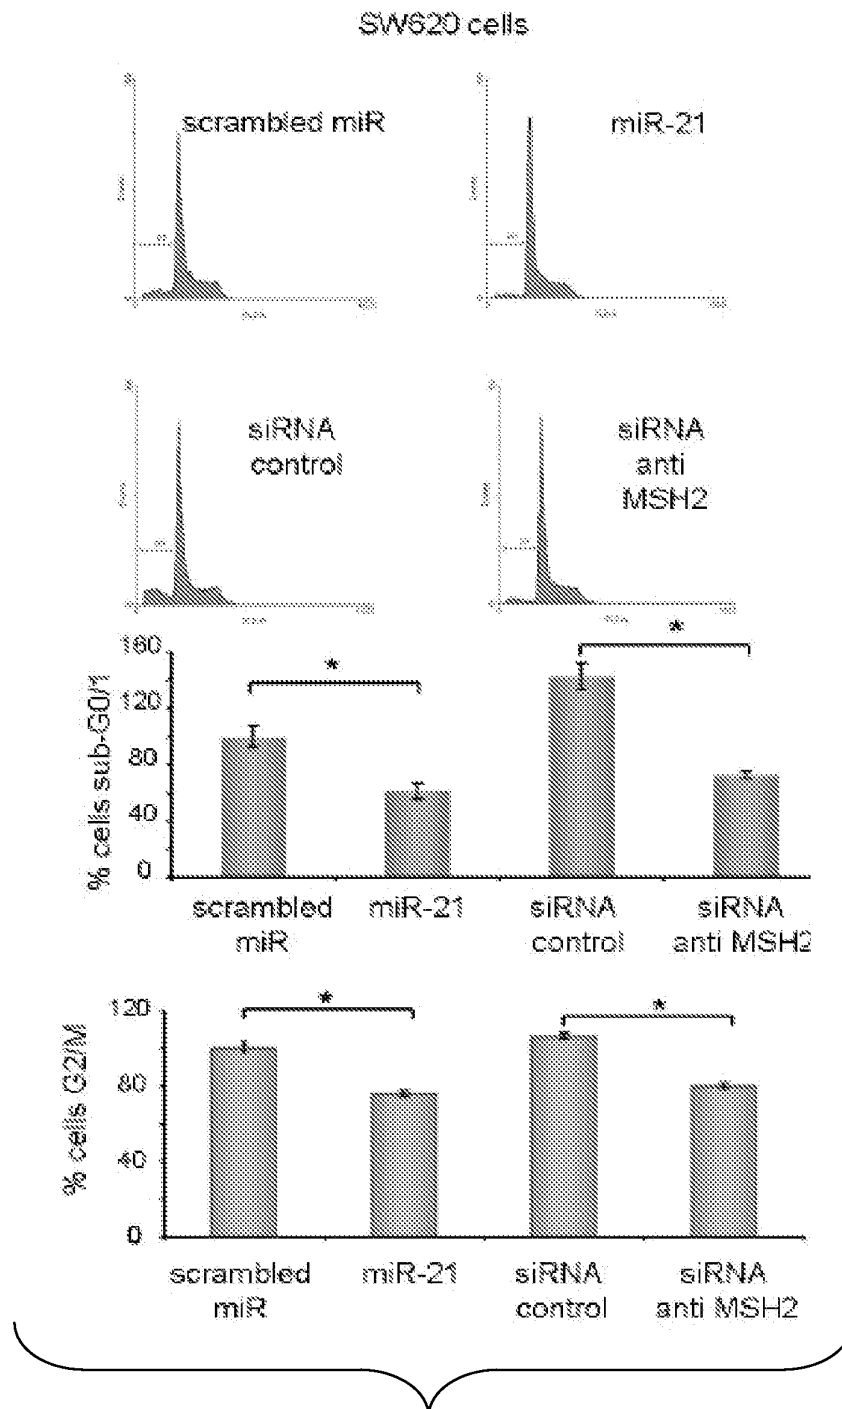 SW620 cells
scrambled miR
miR-21
siRNA
control
siRNA
anti
MSH2
% cells sub-G0/1
160
120
80
40
0
*
*
scrambled
miR
miR-21
siRNA
control
siRNA
anti MSH2
% cells G2/M
120
80
40
0
*
*
scrambled
miR
miR-21
siRNA
control
siRNA
anti MSH2